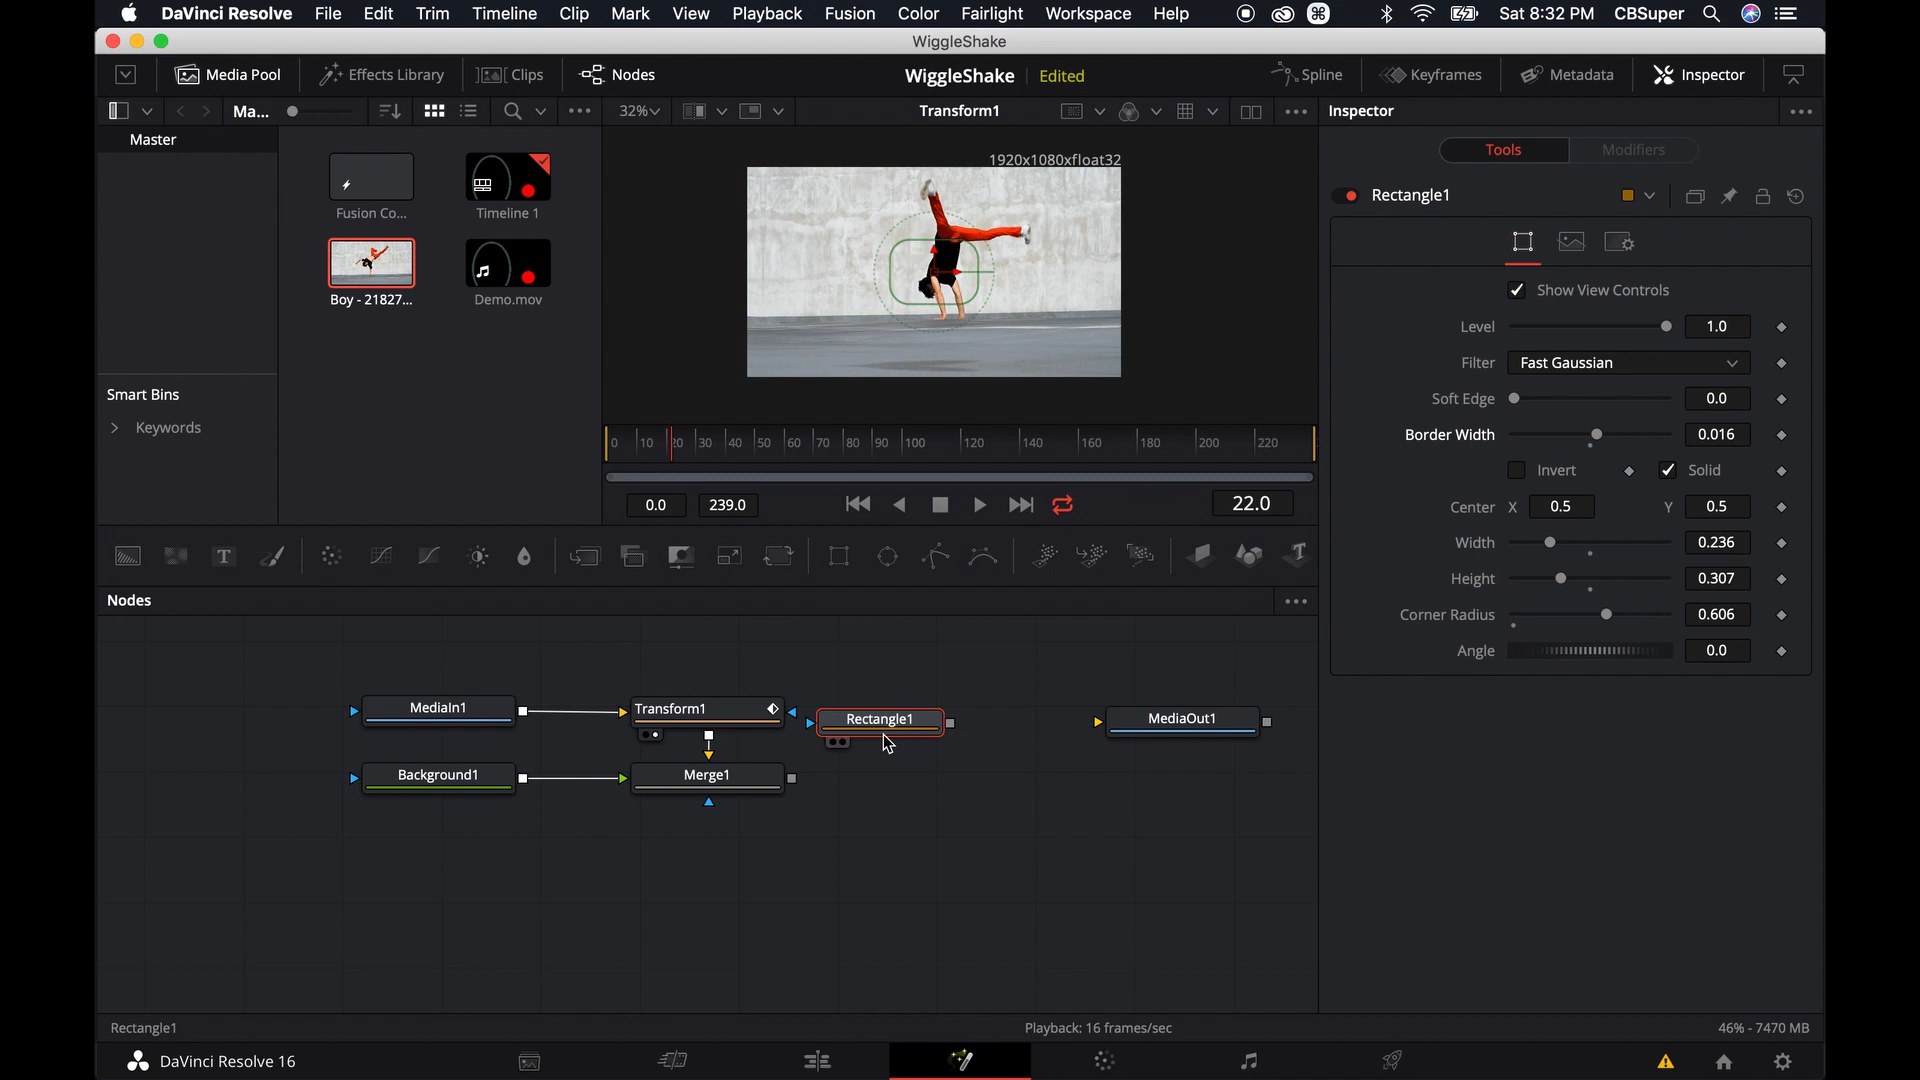 DaVinci Resolve File Edit Trim Timeline Clip Mark View Playback Fusion Color Fairlight Workspace Help Sat 8:32 PM CBSuper
WiggleShake
Media Pool Effects Library Clips Nodes WiggleShake Edited Spline Keyframes Metadata Inspector
Ma... 32% Transform1 Inspector
Master
Tools Modifiers
1920x1080xfloat32
Rectangle1
Fusion Co... Timeline 1
Boy - 21827... Demo.mov
Show View Controls
Level 1.0
Filter Fast Gaussian
Smart Bins
Soft Edge 0.0
Keywords
Border Width 0.016
0 10 20 30 40 50 60 70 80 90 100 120 140 160 180 200 220
Invert Solid
0.0 239.0 22.0
Center X 0.5 Y 0.5
Width 0.236
Height 0.307
Corner Radius 0.606
Angle 0.0
Nodes
MediaIn1 Transform1 Rectangle1 MediaOut1
Background1 Merge1
Rectangle1 Playback: 16 frames/sec 46% - 7470 MB
DaVinci Resolve 16